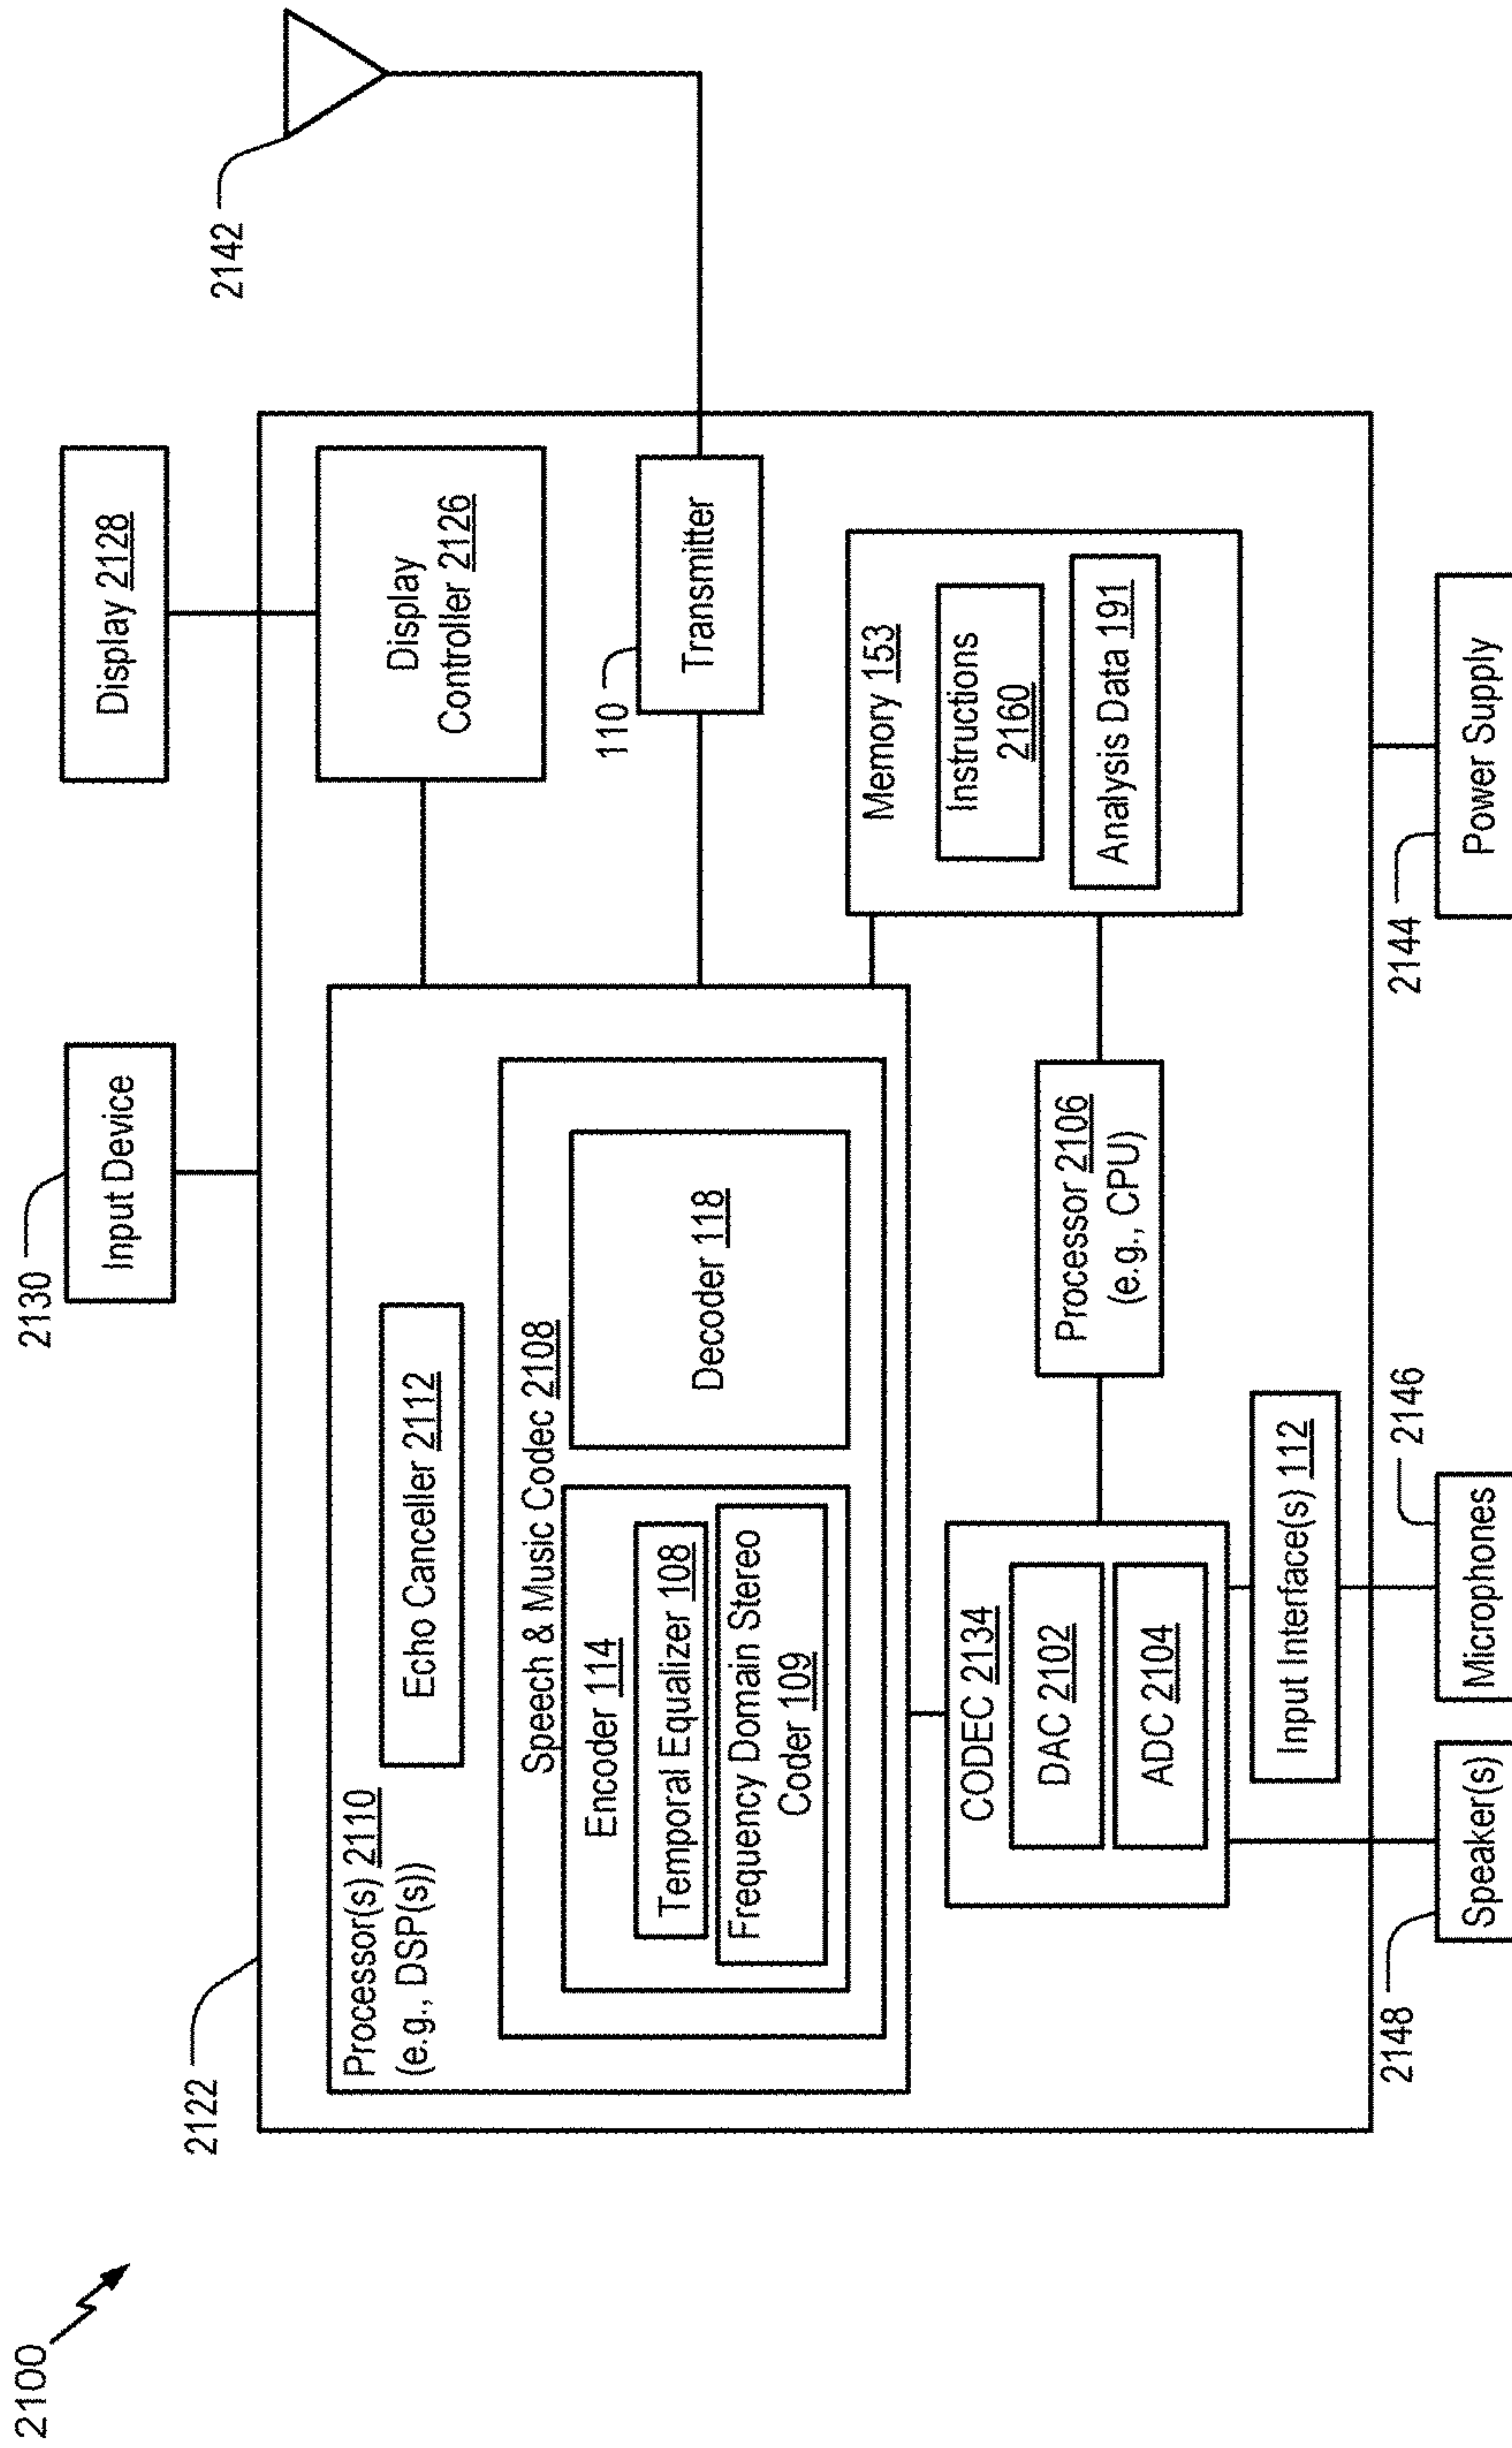 2100
2122
2130
Input Device
Display 2128
2142
Processor(s) 2110
(e.g., DSP(s))
Echo Canceller 2112
Display
Controller 2126
Speech & Music Codec 2108
Encoder 114
Temporal Equalizer 108
Frequency Domain Stereo
Coder 109
Decoder 118
110
Transmitter
Memory 153
Instructions
2160
Analysis Data 191
CODEC 2134
DAC 2102
ADC 2104
Processor 2106
(e.g., CPU)
Input Interface(s) 112
2148
Speaker(s)
2146
Microphones
2144
Power Supply